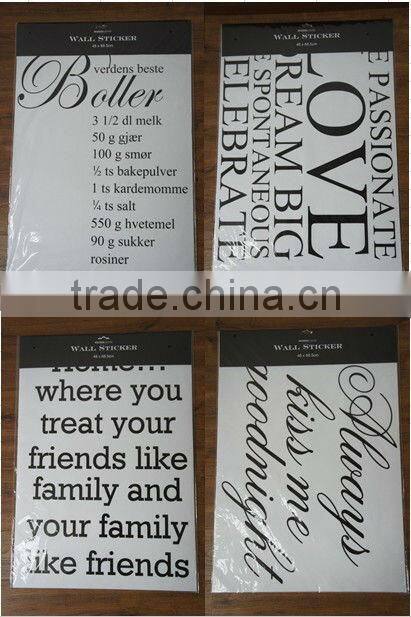 WALL STICKER
verdens beste
Boller
3 1/2 dl melk
50 g gjær
100 g smør
½ ts bakepulver
1 ts kardemomme
¼ ts salt
550 g hvetemel
90 g sukker
rosiner
WALL STICKER
E PASSIONATE
LOVE
REAM BIG
E SPONTANEOUS
ELEBRATE
trade.china.cn
WALL STICKER
Home...
where you
treat your
friends like
family and
your family
like friends
WALL STICKER
Always
kiss me
goodnight